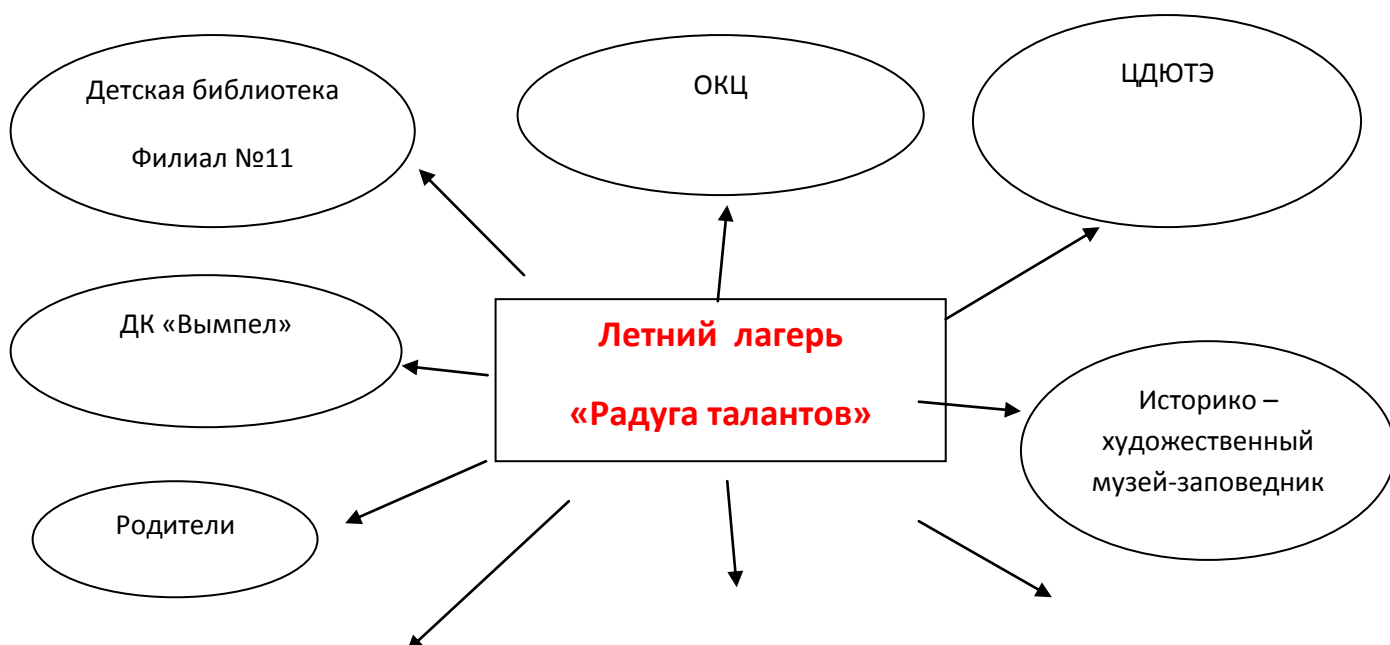 Детская библиотека
Филиал №11
ОКЦ
ЦДЮТЭ
ДК «Вымпел»
Летний лагерь
«Радуга талантов»
Историко –
художественный
музей-заповедник
Родители